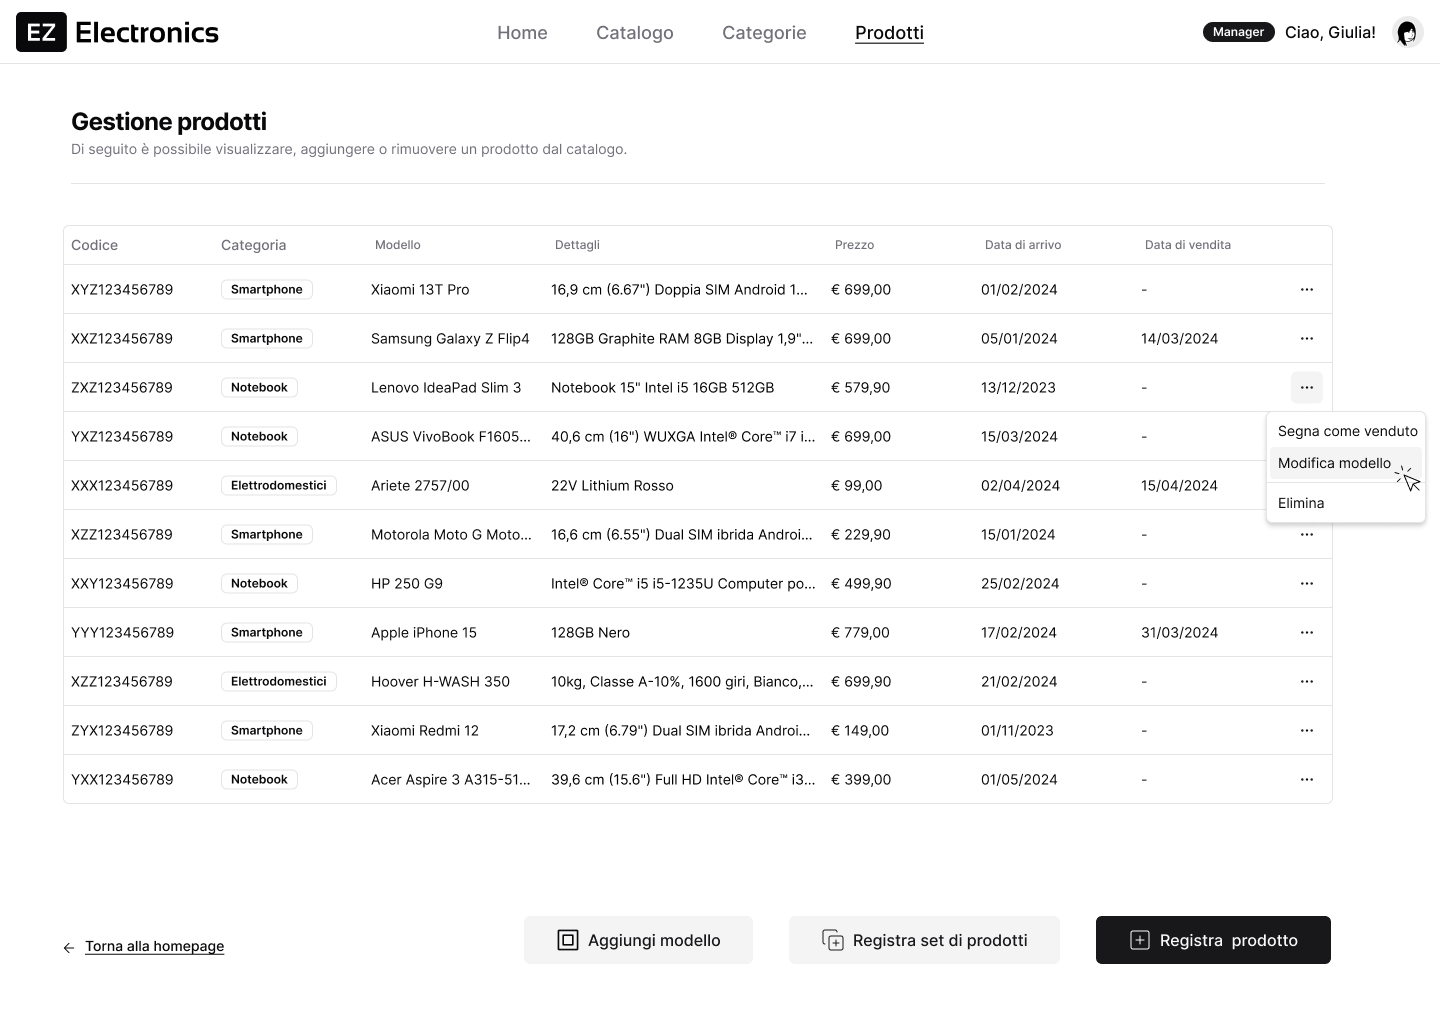 EZ Electronics Home Catalogo Categorie Prodotti Manager Ciao, Giulia!
Gestione prodotti
Di seguito è possibile visualizzare, aggiungere o rimuovere un prodotto dal catalogo.
Codice Categoria Modello Dettagli Prezzo Data di arrivo Data di vendita
XYZ123456789 Smartphone Xiaomi 13T Pro 16,9 cm (6.67") Doppia SIM Android 1... € 699,00 01/02/2024 - ...
XXZ123456789 Smartphone Samsung Galaxy Z Flip4 128GB Graphite RAM 8GB Display 1,9"... € 699,00 05/01/2024 14/03/2024 ...
ZXZ123456789 Notebook Lenovo IdeaPad Slim 3 Notebook 15" Intel i5 16GB 512GB € 579,90 13/12/2023 - ...
YXZ123456789 Notebook ASUS VivoBook F1605... 40,6 cm (16") WUXGA Intel® Core™ i7 i... € 699,00 15/03/2024 -
Segna come venduto
Modifica modello
Elimina
XXX123456789 Elettrodomestici Ariete 2757/00 22V Lithium Rosso € 99,00 02/04/2024 15/04/2024
XZZ123456789 Smartphone Motorola Moto G Moto... 16,6 cm (6.55") Dual SIM ibrida Androi... € 229,90 15/01/2024 - ...
XXY123456789 Notebook HP 250 G9 Intel® Core™ i5 i5-1235U Computer po... € 499,90 25/02/2024 - ...
YYY123456789 Smartphone Apple iPhone 15 128GB Nero € 779,00 17/02/2024 31/03/2024 ...
XZZ123456789 Elettrodomestici Hoover H-WASH 350 10kg, Classe A-10%, 1600 giri, Bianco,... € 699,90 21/02/2024 - ...
ZYX123456789 Smartphone Xiaomi Redmi 12 17,2 cm (6.79") Dual SIM ibrida Androi... € 149,00 01/11/2023 - ...
YXX123456789 Notebook Acer Aspire 3 A315-51... 39,6 cm (15.6") Full HD Intel® Core™ i3... € 399,00 01/05/2024 - ...
← Torna alla homepage Aggiungi modello Registra set di prodotti Registra prodotto